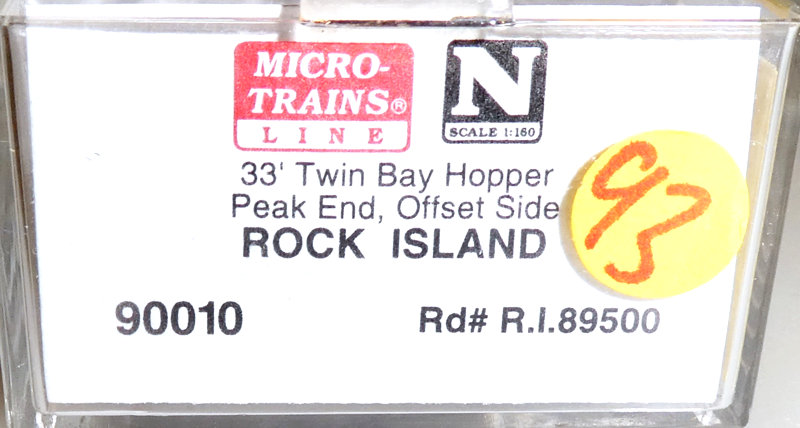 MICRO-
TRAINS®
LINE
N
SCALE 1:160
33' Twin Bay Hopper
Peak End, Offset Side
ROCK ISLAND
93
90010
Rd# R.I.89500